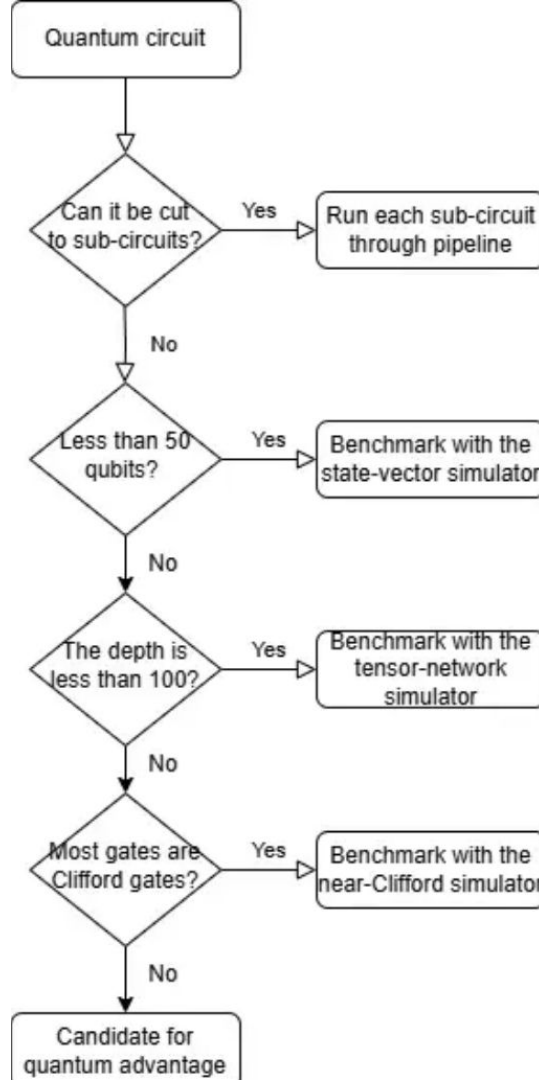 Quantum circuit
Can it be cut
to sub-circuits?
Yes
Run each sub-circuit
through pipeline
No
Less than 50
qubits?
Yes
Benchmark with the
state-vector simulator
No
The depth is
less than 100?
Yes
Benchmark with the
tensor-network
simulator
No
Most gates are
Clifford gates?
Yes
Benchmark with the
near-Clifford simulator
No
Candidate for
quantum advantage